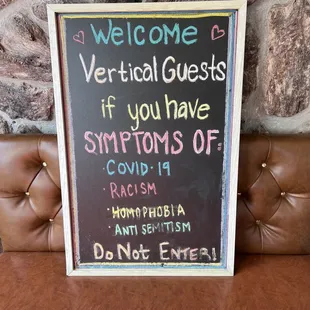 Welcome
Vertical Guests
if you have
SYMPTOMS OF:
· COVID-19
· RACISM
· HOMOPHOBIA
· ANTI SEMITISM
DO NOT ENTER!